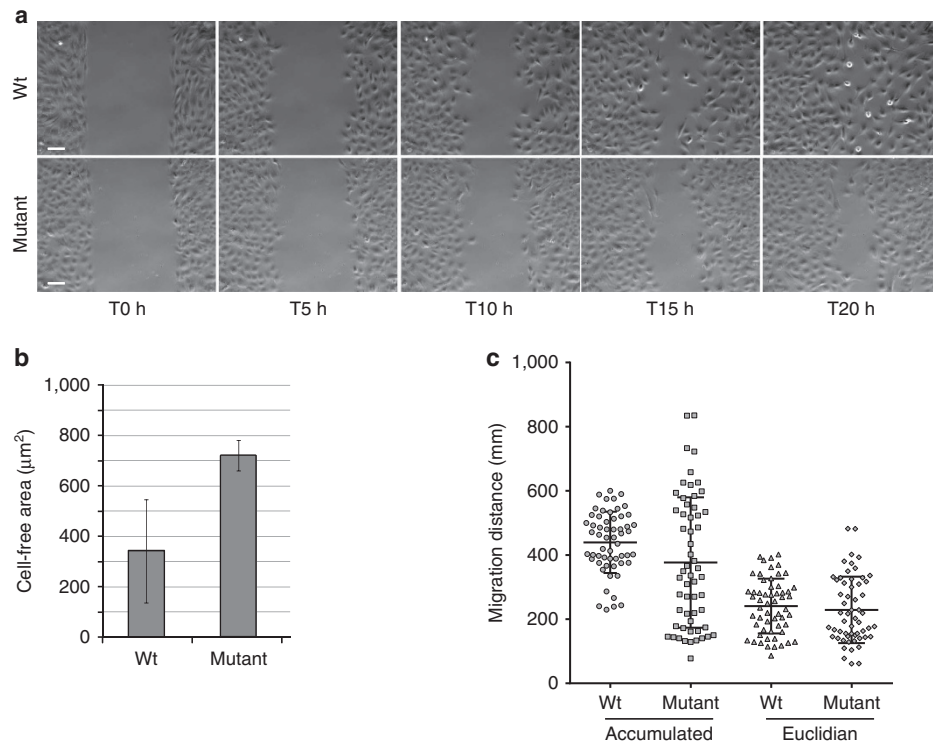 a
Wt
Mutant
T0 h
T5 h
T10 h
T15 h
T20 h
b
Cell-free area (μm²)
1,000
800
600
400
200
0
Wt
Mutant
c
Migration distance (mm)
1,000
800
600
400
200
0
Wt
Mutant
Wt
Mutant
Accumulated
Euclidian